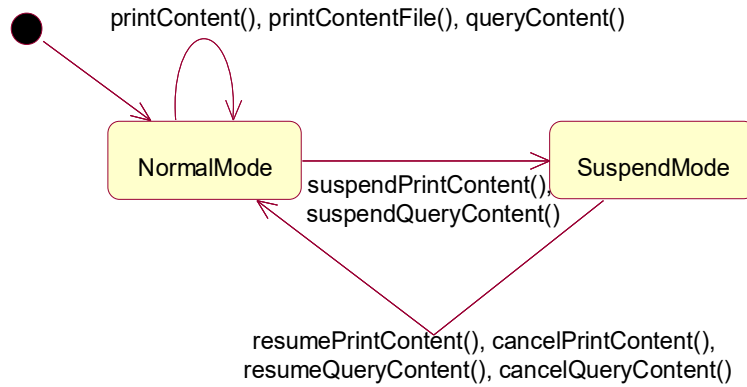 printContent(), printContentFile(), queryContent()
NormalMode
SuspendMode
suspendPrintContent(),
suspendQueryContent()
resumePrintContent(), cancelPrintContent(),
resumeQueryContent(), cancelQueryContent()